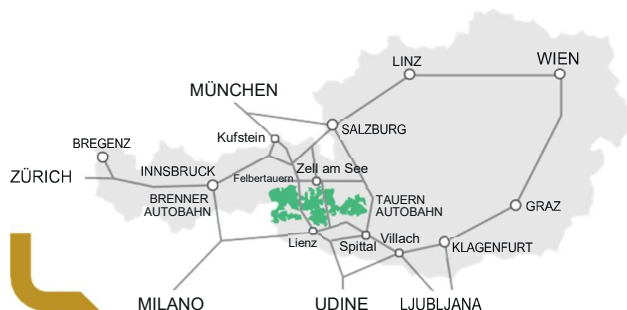 WIEN
LINZ
MÜNCHEN
SALZBURG
Kufstein
BREGENZ
ZÜRICH
INNSBRUCK
Zell am See
Felbertauern
BRENNER
AUTOBAHN
TAUERN
AUTOBAHN
GRAZ
Lienz
Spittal
Villach
KLAGENFURT
MILANO
UDINE
LJUBLJANA